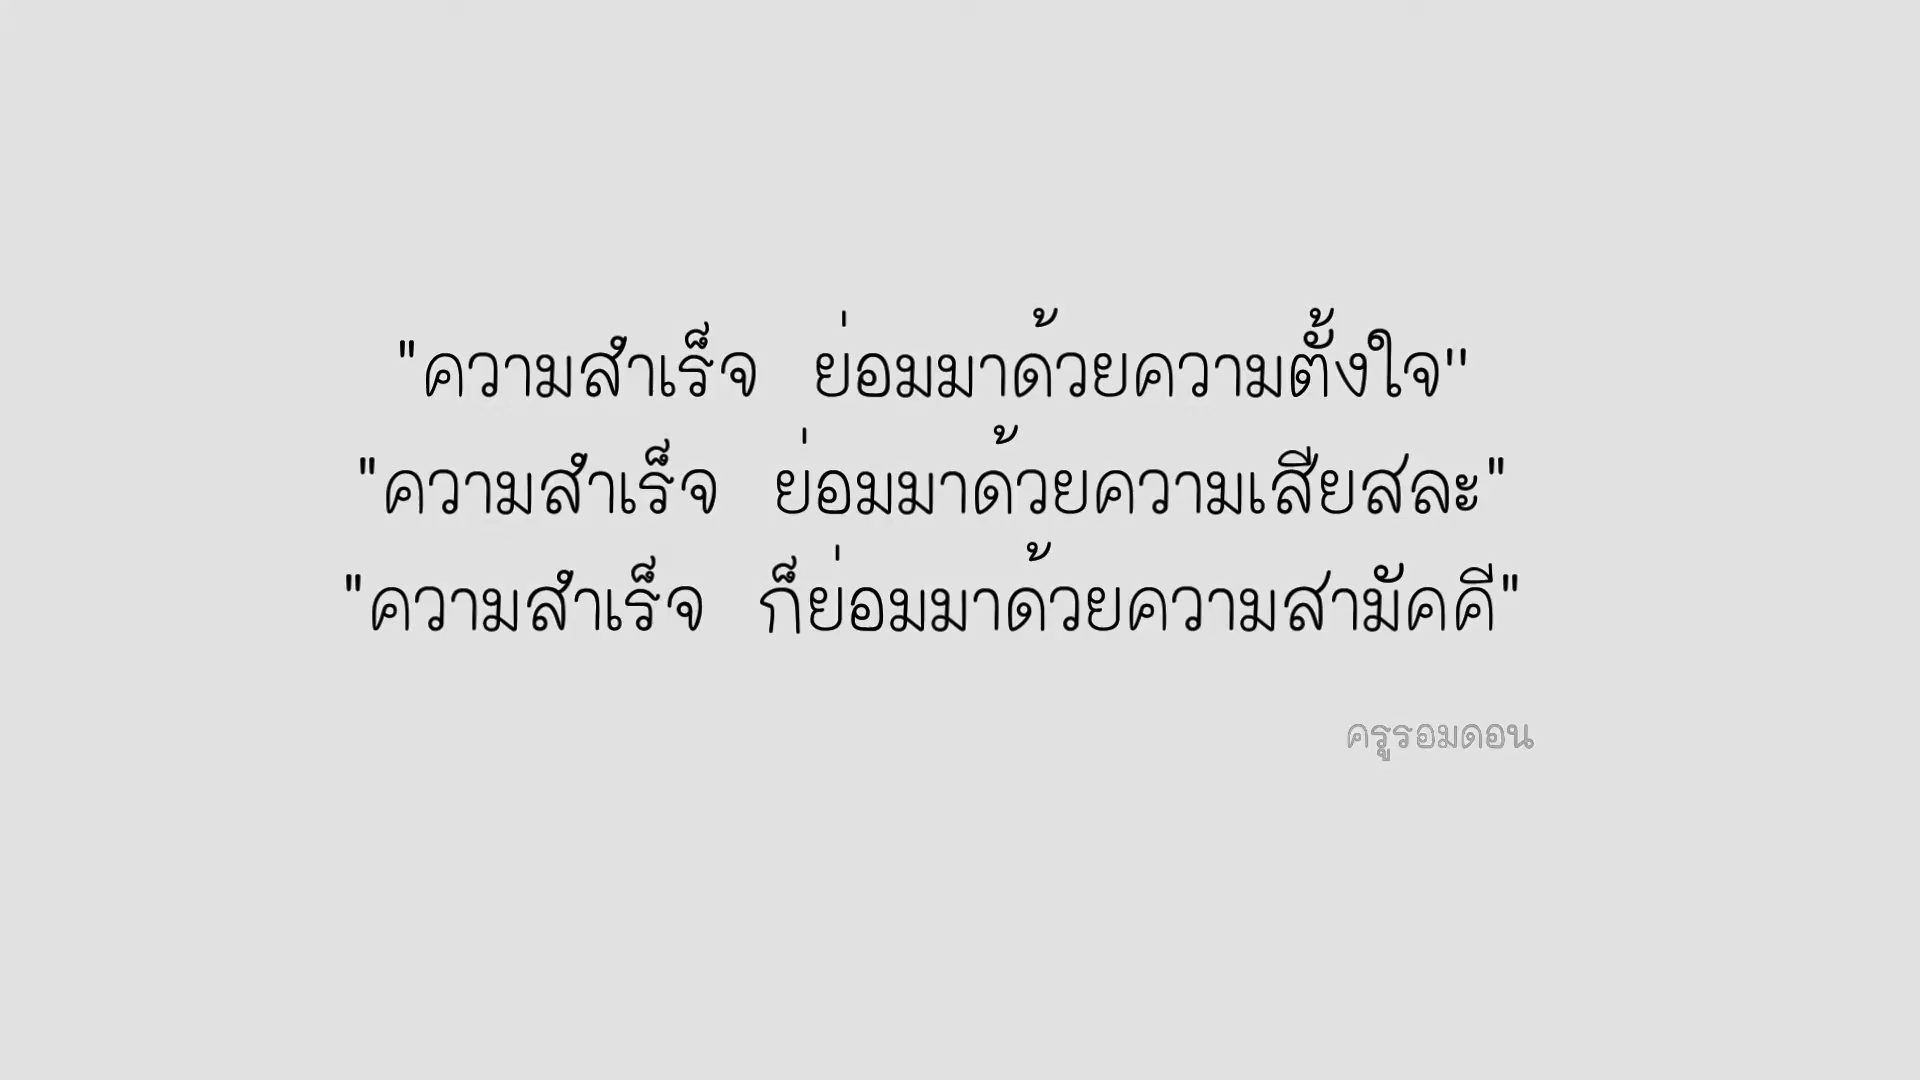 "ความสำเร็จ  ย่อมมาด้วยความตั้งใจ"
"ความสำเร็จ  ย่อมมาด้วยความเสียสละ"
"ความสำเร็จ  ก็ย่อมมาด้วยความสามัคคี"
ครูรอมดอน